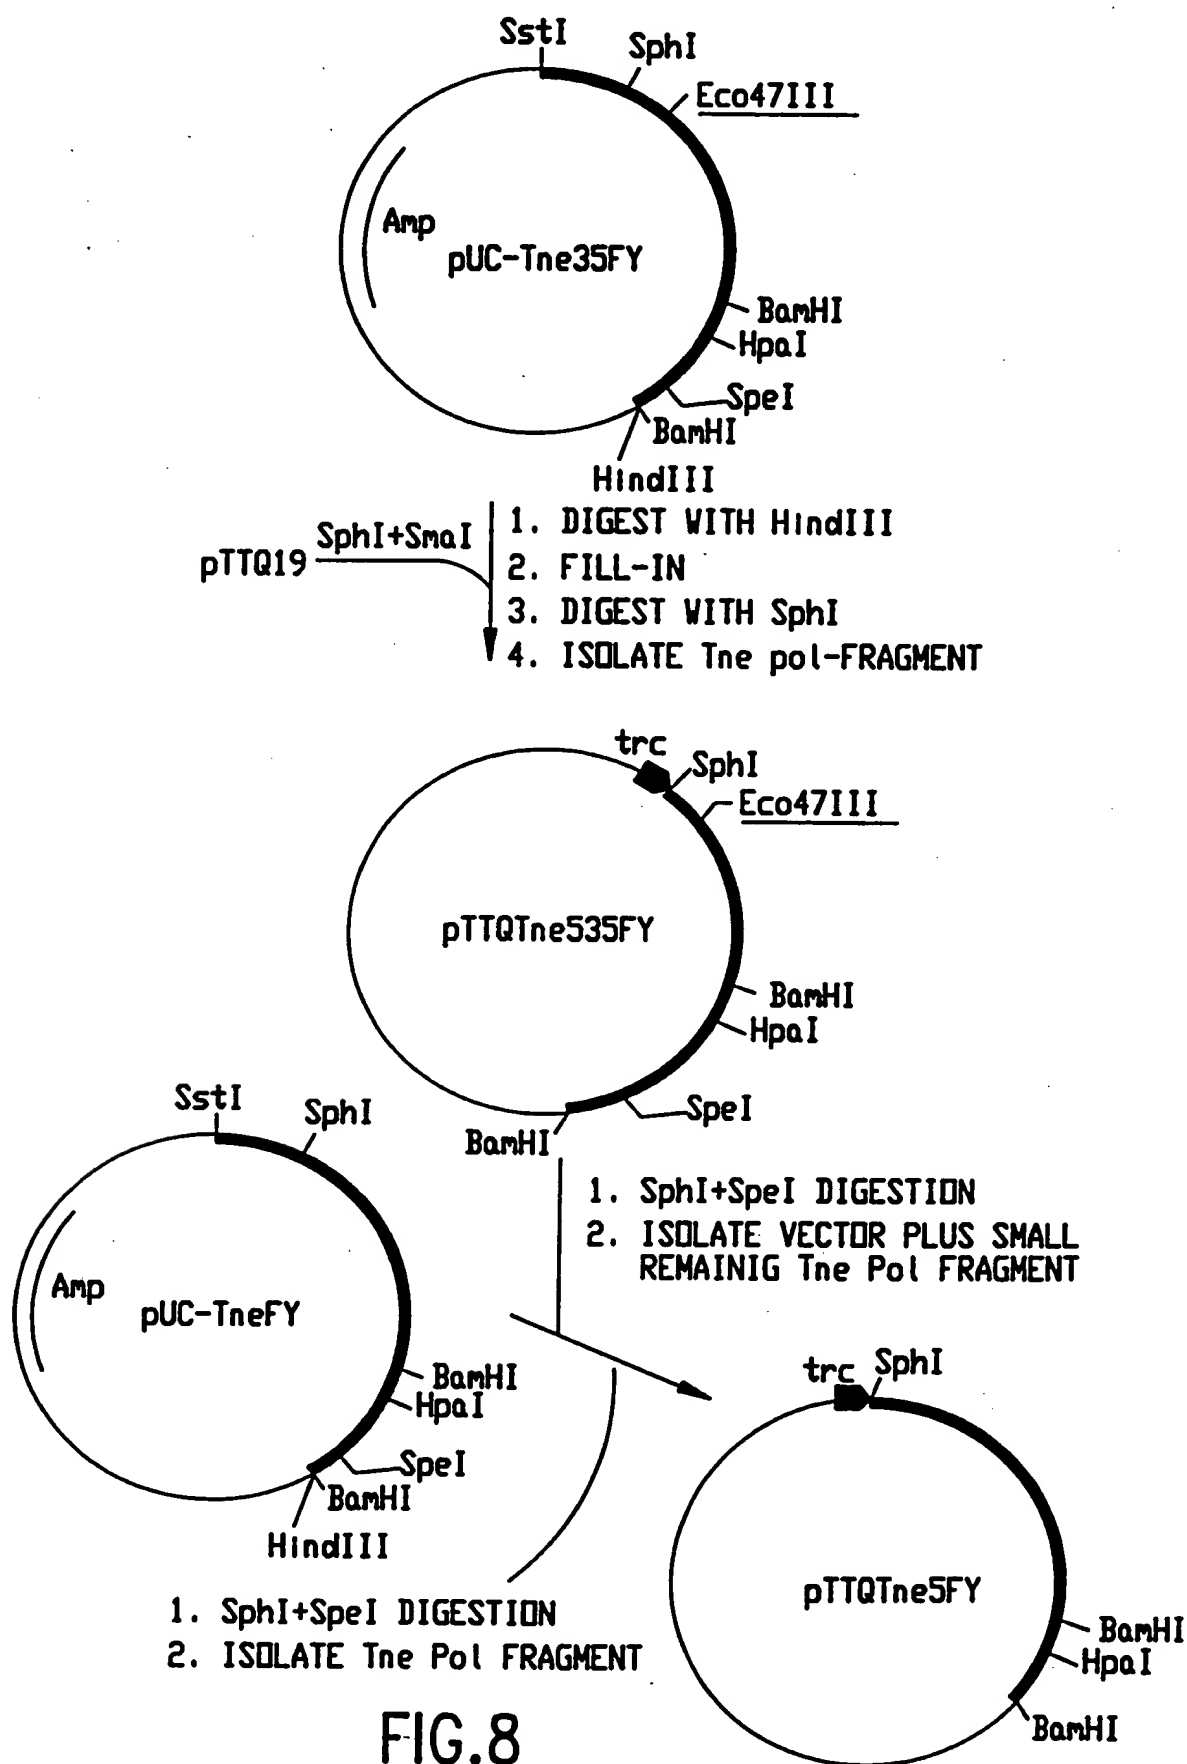 SstI
SphI
Eco47III
Amp
pUC-Tne35FY
BamHI
HpaI
SpeI
BamHI
HindIII
pTTQ19
SphI+SmaI
1. DIGEST WITH HindIII
2. FILL-IN
3. DIGEST WITH SphI
4. ISOLATE Tne pol-FRAGMENT
trc
SphI
Eco47III
pTTQTne535FY
BamHI
HpaI
SpeI
BamHI
1. SphI+SpeI DIGESTION
2. ISOLATE VECTOR PLUS SMALL
REMAINIG Tne Pol FRAGMENT
SstI
SphI
Amp
pUC-TneFY
BamHI
HpaI
SpeI
BamHI
HindIII
1. SphI+SpeI DIGESTION
2. ISOLATE Tne Pol FRAGMENT
trc
SphI
pTTQTne5FY
BamHI
HpaI
BamHI
FIG.8